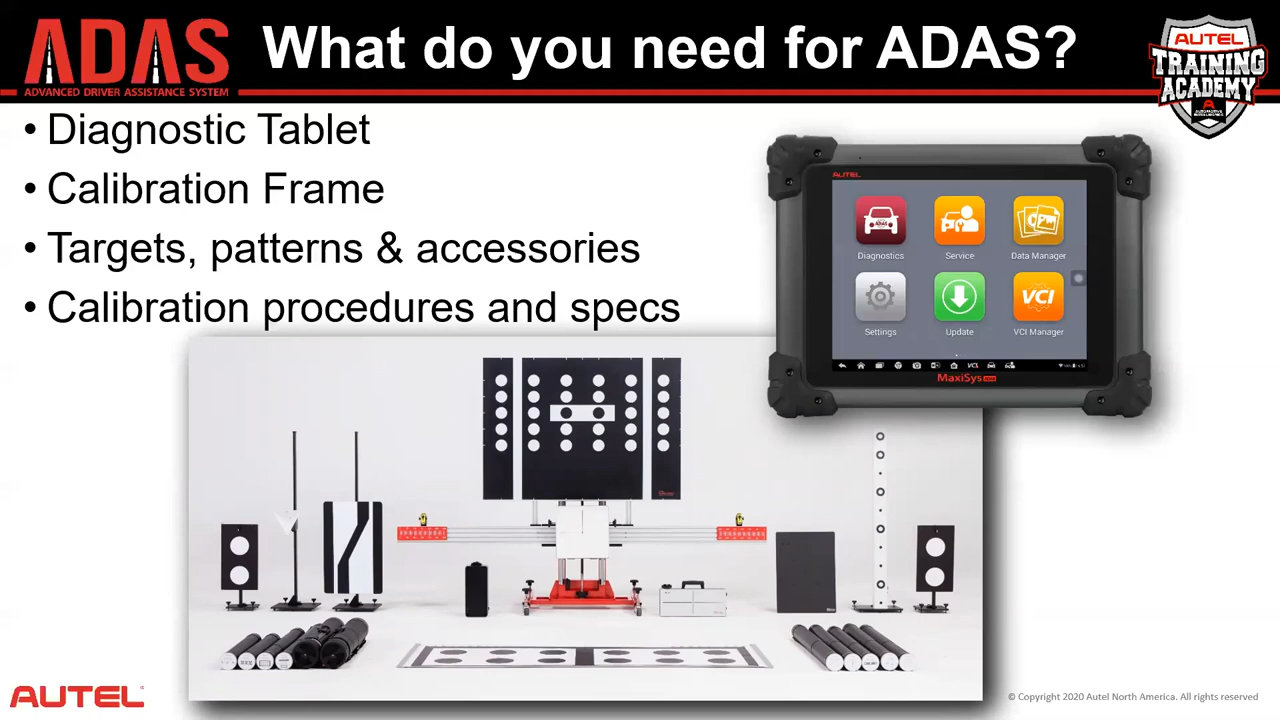 ADAS
ADVANCED DRIVER ASSISTANCE SYSTEM
What do you need for ADAS?
AUTEL
TRAINING
ACADEMY
• Diagnostic Tablet
• Calibration Frame
• Targets, patterns & accessories
• Calibration procedures and specs
AUTEL
Diagnostics
Service
Data Manager
VCI
Settings
Update
VCI Manager
VCI
MaxiSys
AUTEL
© Copyright 2020 Autel North America. All rights reserved